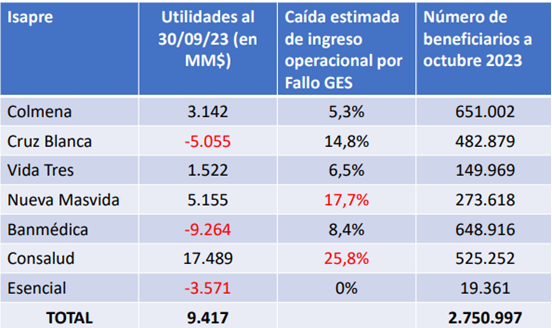 Isapre Utilidades al 30/09/23 (en MM$) Caída estimada de ingreso operacional por Fallo GES Número de beneficiarios a octubre 2023
Colmena 3.142 5,3% 651.002
Cruz Blanca -5.055 14,8% 482.879
Vida Tres 1.522 6,5% 149.969
Nueva Masvida 5.155 17,7% 273.618
Banmédica -9.264 8,4% 648.916
Consalud 17.489 25,8% 525.252
Esencial -3.571 0% 19.361
TOTAL 9.417 2.750.997